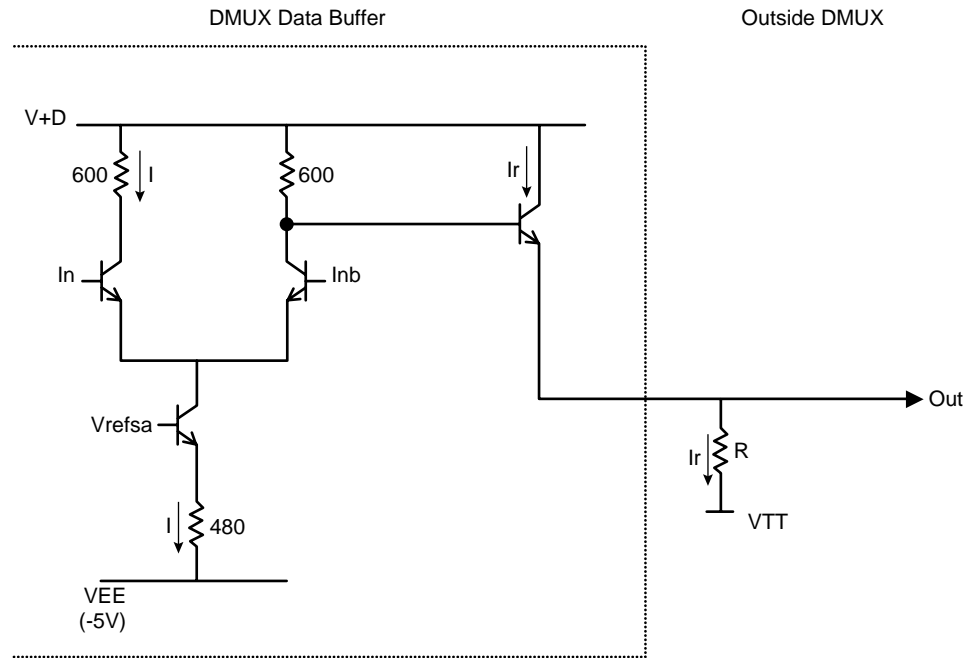 DMUX Data Buffer
Outside DMUX
V+D
600
I
600
Ir
In
Inb
Vrefsa
Out
Ir
R
VTT
I
480
VEE
(-5V)